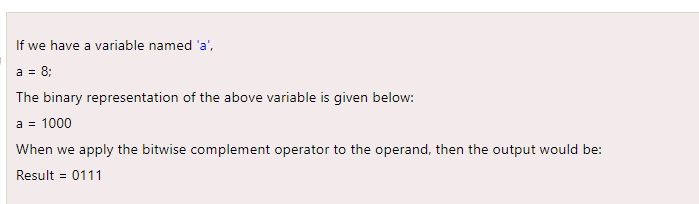 If we have a variable named 'a',
a = 8;
The binary representation of the above variable is given below:
a = 1000
When we apply the bitwise complement operator to the operand, then the output would be:
Result = 0111